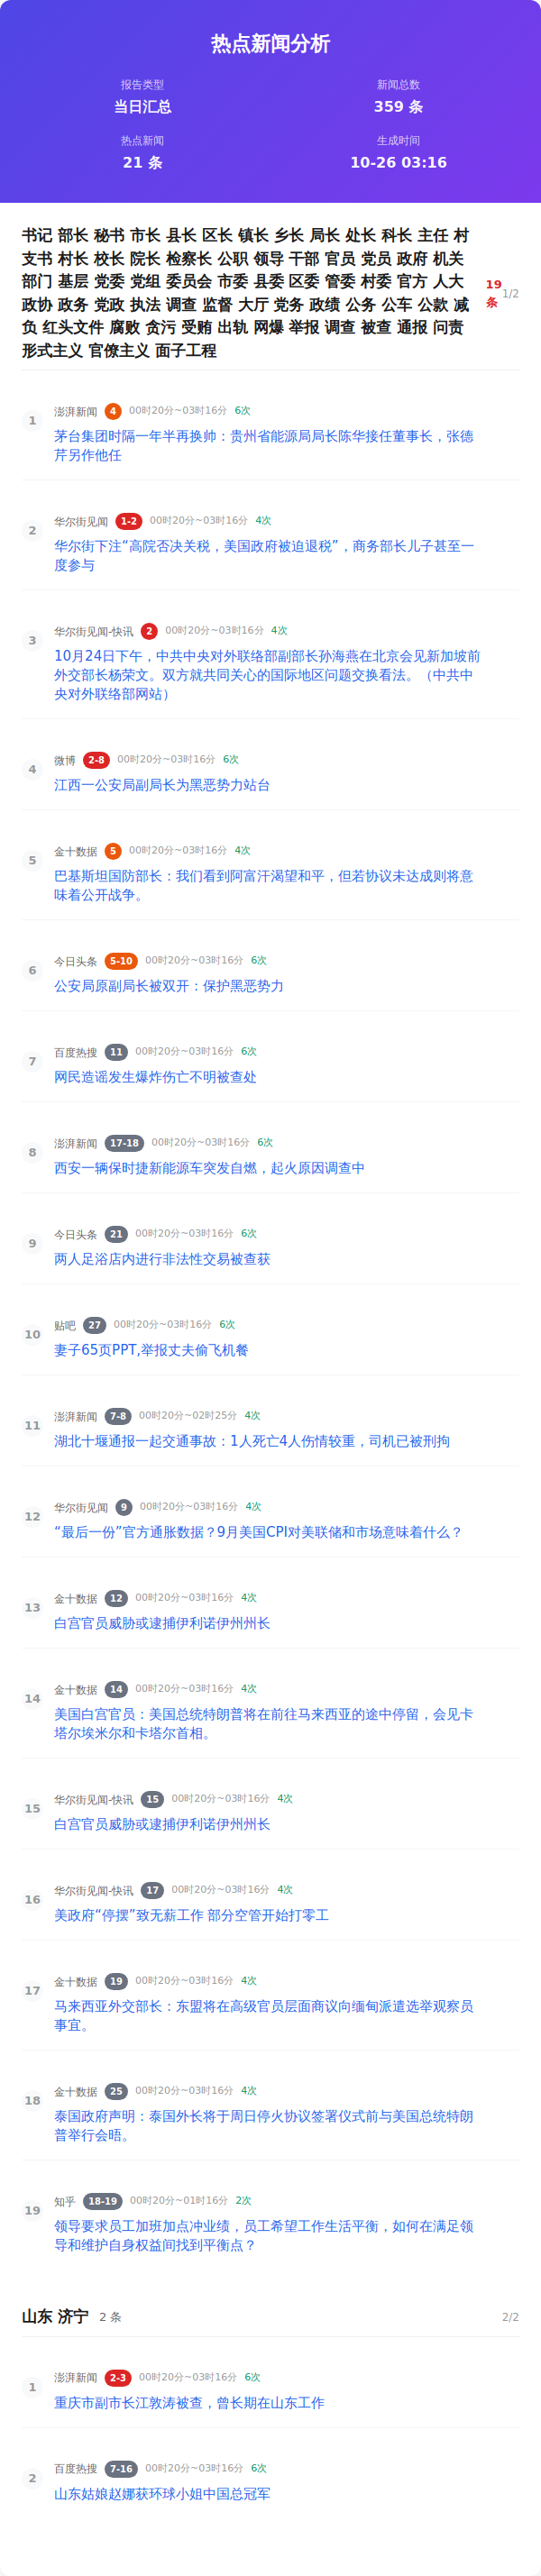 热点新闻分析
报告类型
当日汇总
新闻总数
359 条
热点新闻
21 条
生成时间
10-26 03:16
书记 部长 秘书 市长 县长 区长 镇长 乡长 局长 处长 科长 主任 村
支书 村长 校长 院长 检察长 公职 领导 干部 官员 党员 政府 机关
部门 基层 党委 党组 委员会 市委 县委 区委 管委 村委 官方 人大
政协 政务 党政 执法 调查 监督 大厅 党务 政绩 公务 公车 公款 减
负 红头文件 腐败 贪污 受贿 出轨 网爆 举报 调查 被查 通报 问责
形式主义 官僚主义 面子工程
19
条
1/2
1
澎湃新闻 4 00时20分~03时16分 6次
茅台集团时隔一年半再换帅：贵州省能源局局长陈华接任董事长，张德
芹另作他任
2
华尔街见闻 1-2 00时20分~03时16分 4次
华尔街下注“高院否决关税，美国政府被迫退税”，商务部长儿子甚至一
度参与
3
华尔街见闻-快讯 2 00时20分~03时16分 4次
10月24日下午，中共中央对外联络部副部长孙海燕在北京会见新加坡前
外交部长杨荣文。双方就共同关心的国际地区问题交换看法。（中共中
央对外联络部网站）
4
微博 2-8 00时20分~03时16分 6次
江西一公安局副局长为黑恶势力站台
5
金十数据 5 00时20分~03时16分 4次
巴基斯坦国防部长：我们看到阿富汗渴望和平，但若协议未达成则将意
味着公开战争。
6
今日头条 5-10 00时20分~03时16分 6次
公安局原副局长被双开：保护黑恶势力
7
百度热搜 11 00时20分~03时16分 6次
网民造谣发生爆炸伤亡不明被查处
8
澎湃新闻 17-18 00时20分~03时16分 6次
西安一辆保时捷新能源车突发自燃，起火原因调查中
9
今日头条 21 00时20分~03时16分 6次
两人足浴店内进行非法性交易被查获
10
贴吧 27 00时20分~03时16分 6次
妻子65页PPT,举报丈夫偷飞机餐
11
澎湃新闻 7-8 00时20分~02时25分 4次
湖北十堰通报一起交通事故：1人死亡4人伤情较重，司机已被刑拘
12
华尔街见闻 9 00时20分~03时16分 4次
“最后一份”官方通胀数据？9月美国CPI对美联储和市场意味着什么？
13
金十数据 12 00时20分~03时16分 4次
白宫官员威胁或逮捕伊利诺伊州州长
14
金十数据 14 00时20分~03时16分 4次
美国白宫官员：美国总统特朗普将在前往马来西亚的途中停留，会见卡
塔尔埃米尔和卡塔尔首相。
15
华尔街见闻-快讯 15 00时20分~03时16分 4次
白宫官员威胁或逮捕伊利诺伊州州长
16
华尔街见闻-快讯 17 00时20分~03时16分 4次
美政府“停摆”致无薪工作 部分空管开始打零工
17
金十数据 19 00时20分~03时16分 4次
马来西亚外交部长：东盟将在高级官员层面商议向缅甸派遣选举观察员
事宜。
18
金十数据 25 00时20分~03时16分 4次
泰国政府声明：泰国外长将于周日停火协议签署仪式前与美国总统特朗
普举行会晤。
19
知乎 18-19 00时20分~01时16分 2次
领导要求员工加班加点冲业绩，员工希望工作生活平衡，如何在满足领
导和维护自身权益间找到平衡点？
山东 济宁 2 条
2/2
1
澎湃新闻 2-3 00时20分~03时16分 6次
重庆市副市长江敦涛被查，曾长期在山东工作
2
百度热搜 7-16 00时20分~03时16分 6次
山东姑娘赵娜获环球小姐中国总冠军